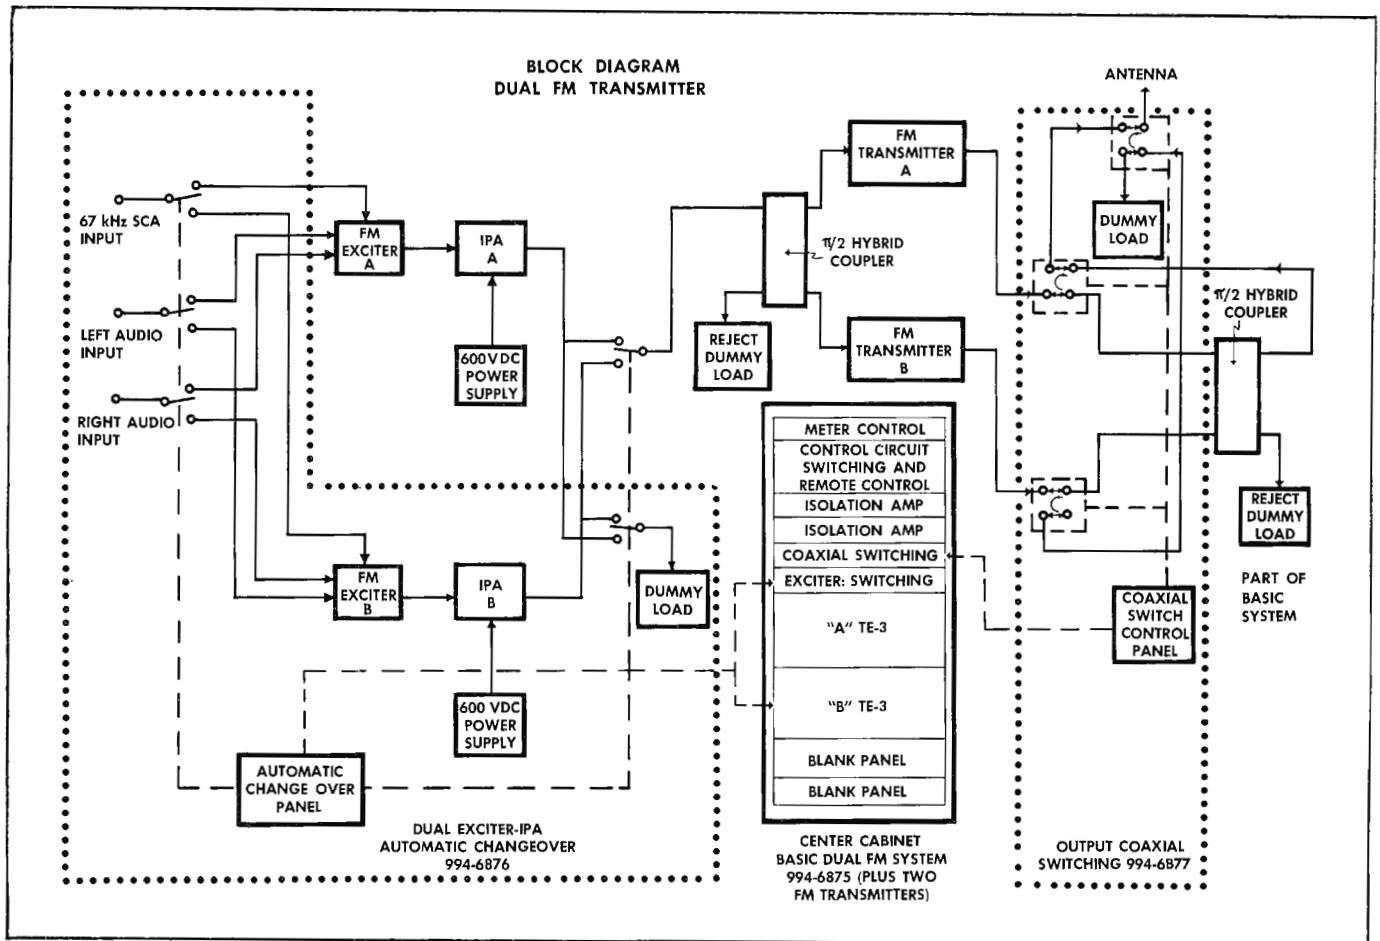 BLOCK DIAGRAM
DUAL FM TRANSMITTER
ANTENNA
67 kHz SCA
INPUT
LEFT AUDIO
INPUT
RIGHT AUDIO
INPUT
FM
EXCITER
A
IPA
A
600 VDC
POWER
SUPPLY
FM
EXCITER
B
IPA
B
600 VDC
POWER
SUPPLY
DUMMY
LOAD
AUTOMATIC
CHANGE OVER
PANEL
DUAL EXCITER-IPA
AUTOMATIC CHANGEOVER
994-6876
π/2 HYBRID
COUPLER
REJECT
DUMMY
LOAD
FM
TRANSMITTER
A
FM
TRANSMITTER
B
METER CONTROL
CONTROL CIRCUIT
SWITCHING AND
REMOTE CONTROL
ISOLATION AMP
ISOLATION AMP
COAXIAL SWITCHING
EXCITER: SWITCHING
"A" TE-3
"B" TE-3
BLANK PANEL
BLANK PANEL
CENTER CABINET
BASIC DUAL FM SYSTEM
994-6875 (PLUS TWO
FM TRANSMITTERS)
DUMMY
LOAD
π/2 HYBRID
COUPLER
REJECT
DUMMY
LOAD
PART OF
BASIC
SYSTEM
COAXIAL
SWITCH
CONTROL
PANEL
OUTPUT COAXIAL
SWITCHING 994-6877